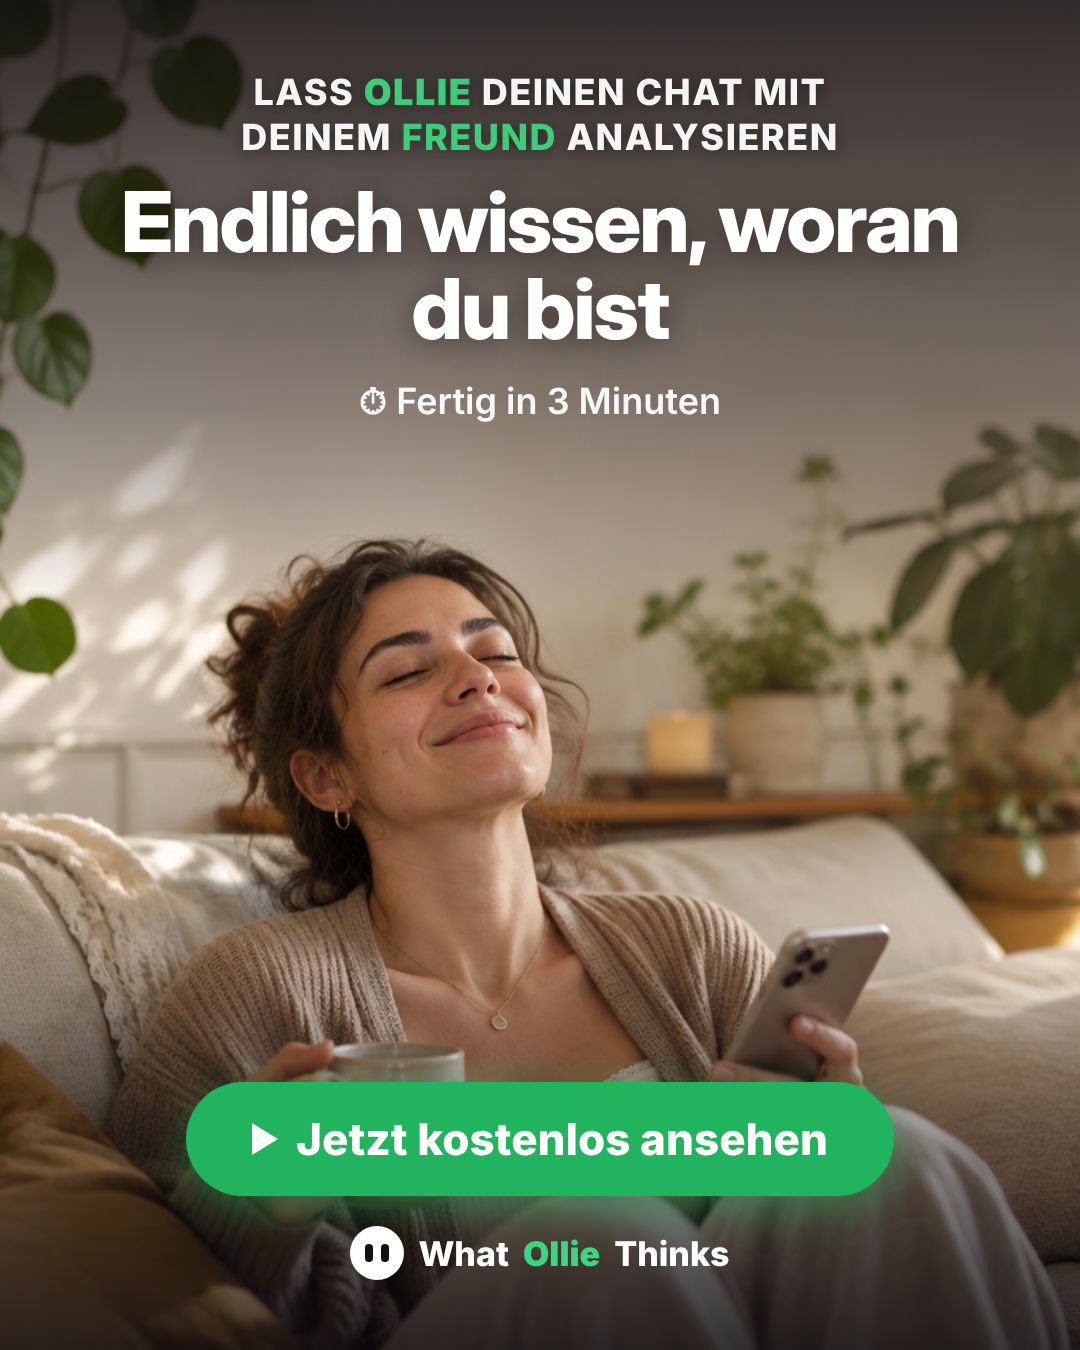 LASS OLLIE DEINEN CHAT MIT
DEINEM FREUND ANALYSIEREN
Endlich wissen, woran
du bist
⏱ Fertig in 3 Minuten
▶ Jetzt kostenlos ansehen
What Ollie Thinks